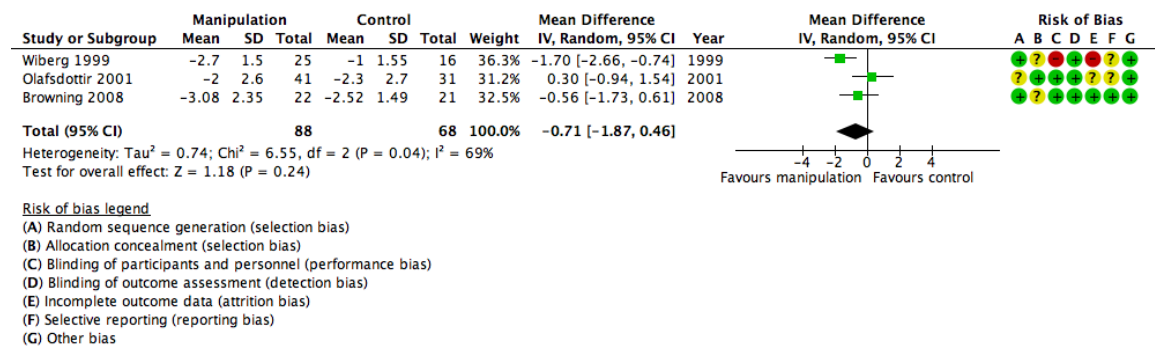 Manipulation Control Mean Difference Mean Difference Risk of Bias
Study or Subgroup Mean SD Total Mean SD Total Weight IV, Random, 95% CI Year IV, Random, 95% CI A B C D E F G
Wiberg 1999 −2.7 1.5 25 −1 1.55 16 36.3% −1.70 [−2.66, −0.74] 1999 + ? − + − ? +
Olafsdottir 2001 −2 2.6 41 −2.3 2.7 31 31.2% 0.30 [−0.94, 1.54] 2001 ? + + + ? ? +
Browning 2008 −3.08 2.35 22 −2.52 1.49 21 32.5% −0.56 [−1.73, 0.61] 2008 + ? + + + + +
Total (95% CI) 88 68 100.0% −0.71 [−1.87, 0.46]
Heterogeneity: Tau² = 0.74; Chi² = 6.55, df = 2 (P = 0.04); I² = 69%
Test for overall effect: Z = 1.18 (P = 0.24)
−4 −2 0 2 4
Favours manipulation Favours control
Risk of bias legend
(A) Random sequence generation (selection bias)
(B) Allocation concealment (selection bias)
(C) Blinding of participants and personnel (performance bias)
(D) Blinding of outcome assessment (detection bias)
(E) Incomplete outcome data (attrition bias)
(F) Selective reporting (reporting bias)
(G) Other bias